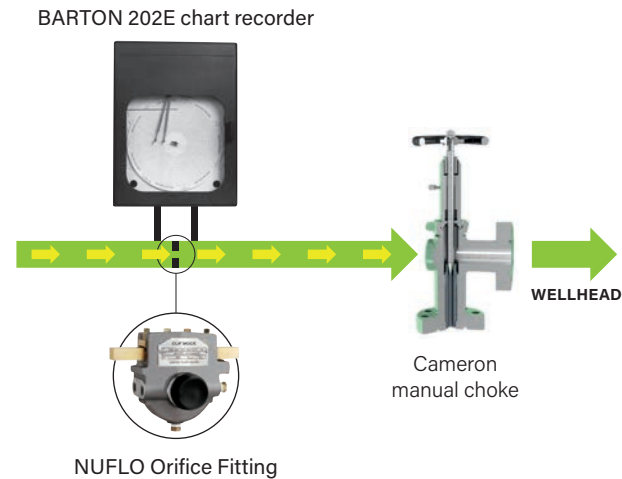 BARTON 202E chart recorder
WELLHEAD
Cameron
manual choke
NUFLO Orifice Fitting